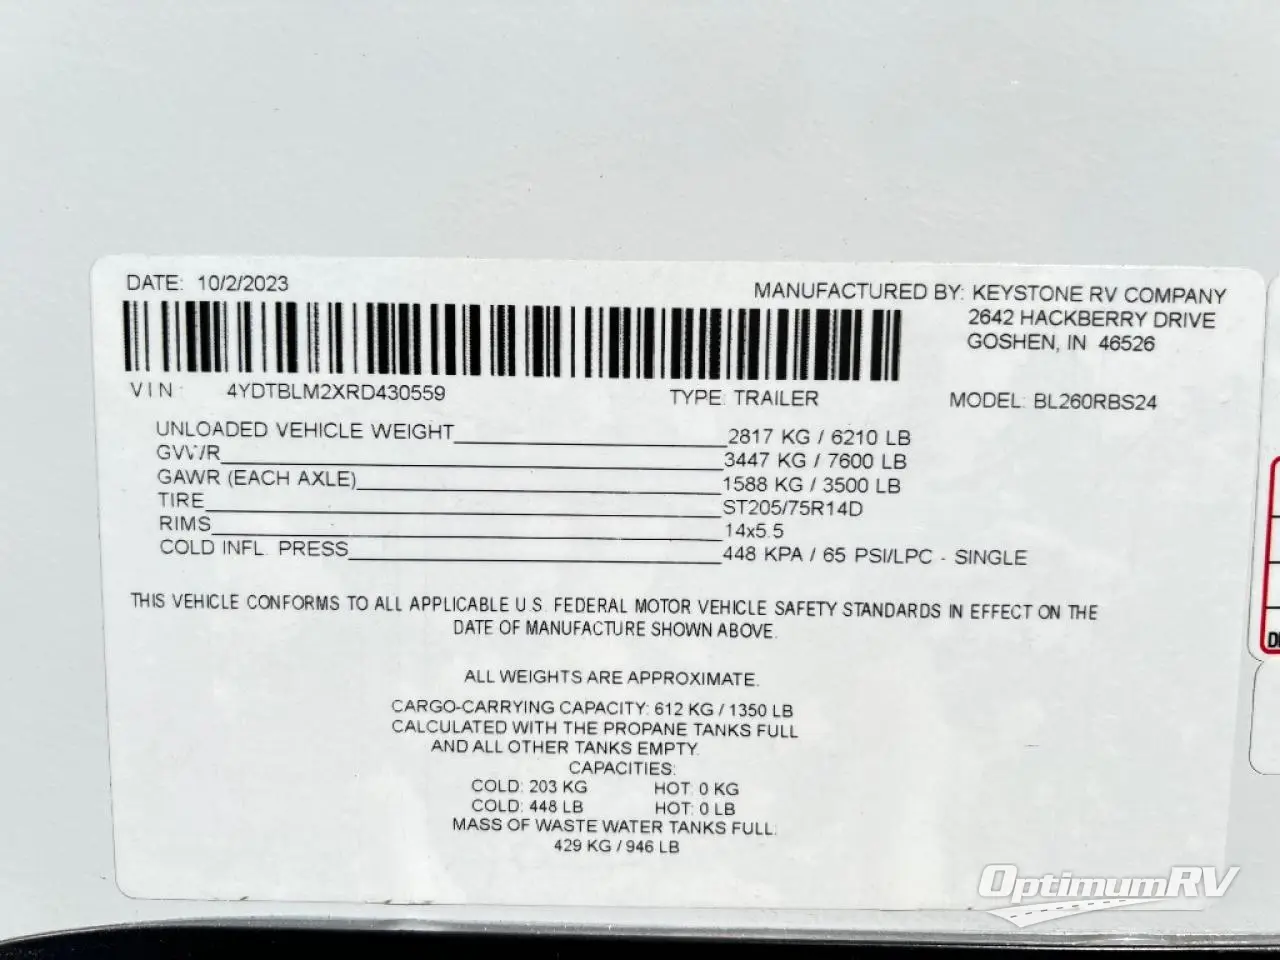 DATE: 10/2/2023
MANUFACTURED BY: KEYSTONE RV COMPANY
2642 HACKBERRY DRIVE
GOSHEN, IN 46526
VIN: 4YDTBLM2XRD430559 TYPE: TRAILER MODEL: BL260RBS24
UNLOADED VEHICLE WEIGHT 2817 KG / 6210 LB
GVWR 3447 KG / 7600 LB
GAWR (EACH AXLE) 1588 KG / 3500 LB
TIRE ST205/75R14D
RIMS 14x5.5
COLD INFL. PRESS 448 KPA / 65 PSI/LPC - SINGLE
THIS VEHICLE CONFORMS TO ALL APPLICABLE U.S. FEDERAL MOTOR VEHICLE SAFETY STANDARDS IN EFFECT ON THE
DATE OF MANUFACTURE SHOWN ABOVE.
ALL WEIGHTS ARE APPROXIMATE.
CARGO-CARRYING CAPACITY: 612 KG / 1350 LB
CALCULATED WITH THE PROPANE TANKS FULL
AND ALL OTHER TANKS EMPTY.
CAPACITIES:
COLD: 203 KG HOT: 0 KG
COLD: 448 LB HOT: 0 LB
MASS OF WASTE WATER TANKS FULL:
429 KG / 946 LB
OptimumRV